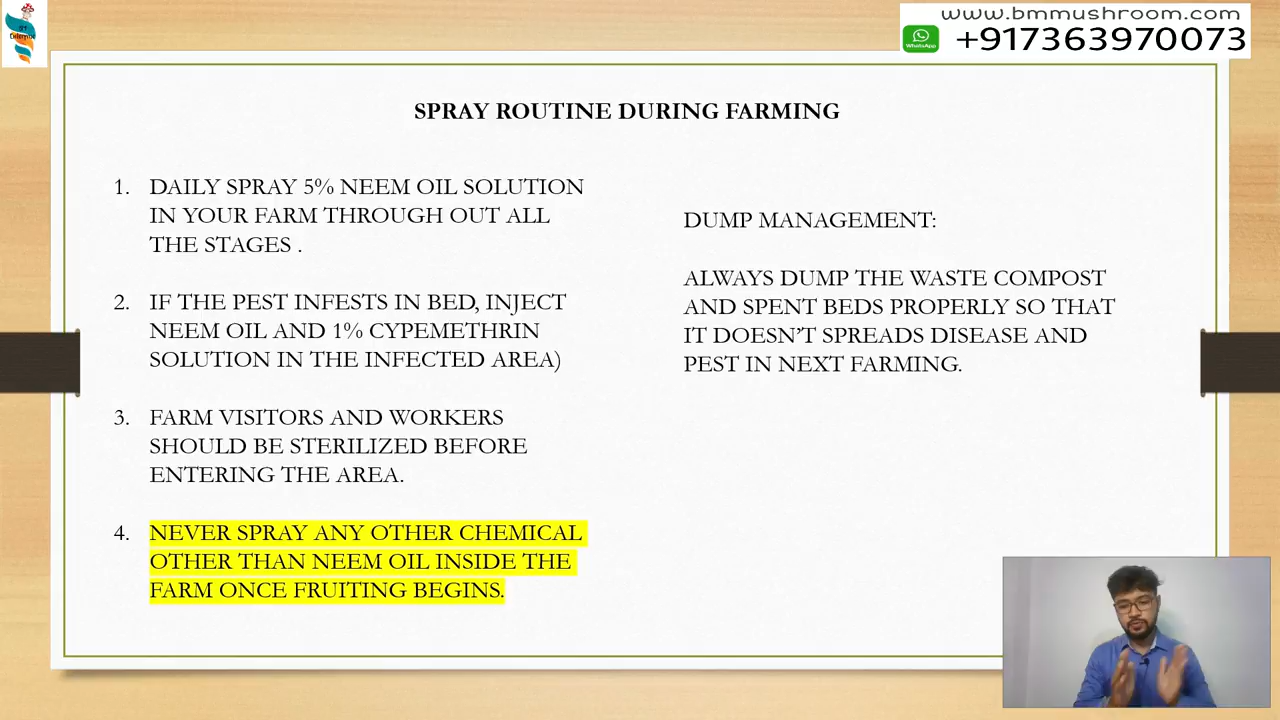 www.bmmushroom.com
WhatsApp
+917363970073
SPRAY ROUTINE DURING FARMING
1. DAILY SPRAY 5% NEEM OIL SOLUTION
IN YOUR FARM THROUGH OUT ALL
THE STAGES .
2. IF THE PEST INFESTS IN BED, INJECT
NEEM OIL AND 1% CYPEMETHRIN
SOLUTION IN THE INFECTED AREA)
3. FARM VISITORS AND WORKERS
SHOULD BE STERILIZED BEFORE
ENTERING THE AREA.
4. NEVER SPRAY ANY OTHER CHEMICAL
OTHER THAN NEEM OIL INSIDE THE
FARM ONCE FRUITING BEGINS.
DUMP MANAGEMENT:
ALWAYS DUMP THE WASTE COMPOST
AND SPENT BEDS PROPERLY SO THAT
IT DOESN’T SPREADS DISEASE AND
PEST IN NEXT FARMING.